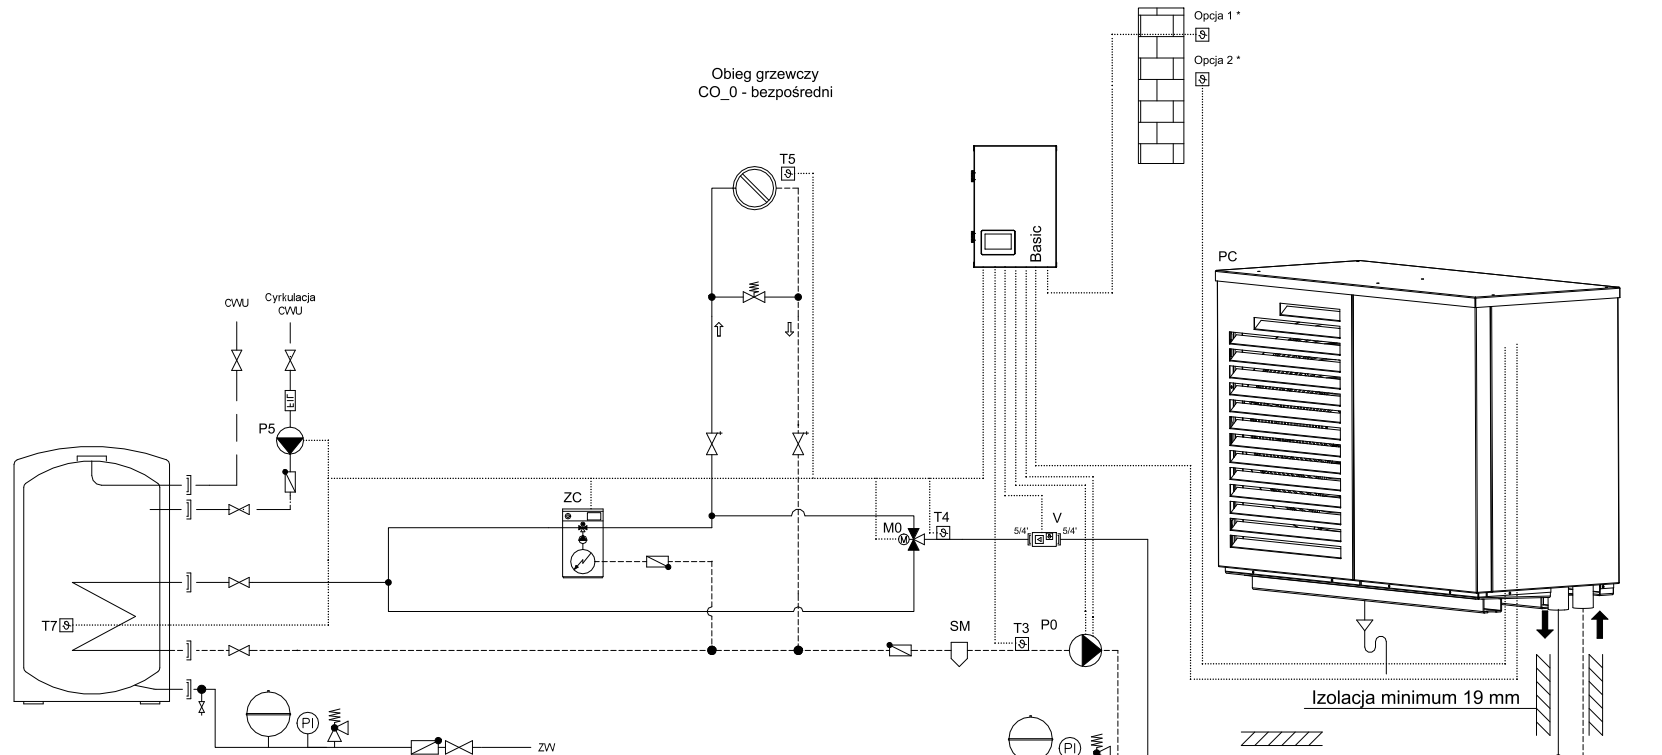 Opcja 1 *
Opcja 2 *
Obieg grzewczy
CO_0 - bezpośredni
T5
Basic
PC
CWU
Cyrkulacja
CWU
FIL
P5
ZC
M0
M
T4
5/4'
V
5/4'
T7
SM
T3
P0
Izolacja minimum 19 mm
PI
ZW
PI